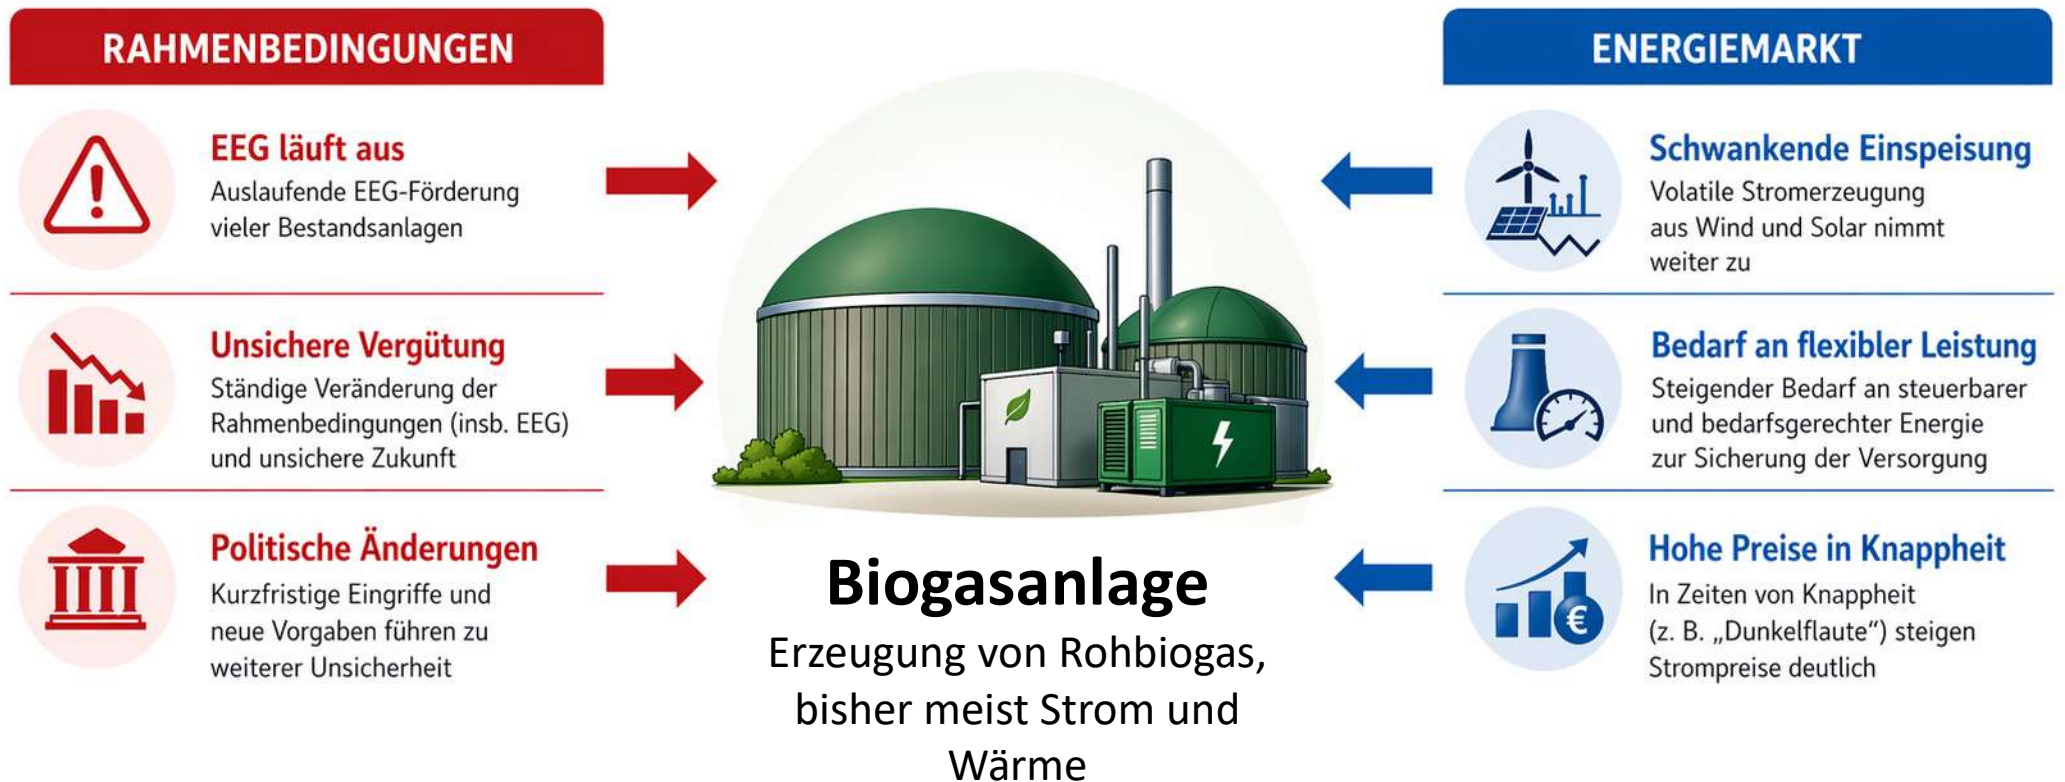 RAHMENBEDINGUNGEN
EEG läuft aus
Auslaufende EEG-Förderung
vieler Bestandsanlagen
Unsichere Vergütung
Ständige Veränderung der
Rahmenbedingungen (insb. EEG)
und unsichere Zukunft
Politische Änderungen
Kurzfristige Eingriffe und
neue Vorgaben führen zu
weiterer Unsicherheit
Biogasanlage
Erzeugung von Rohbiogas,
bisher meist Strom und
Wärme
ENERGIEMARKT
Schwankende Einspeisung
Volatile Stromerzeugung
aus Wind und Solar nimmt
weiter zu
Bedarf an flexibler Leistung
Steigender Bedarf an steuerbarer
und bedarfsgerechter Energie
zur Sicherung der Versorgung
€
Hohe Preise in Knappheit
In Zeiten von Knappheit
(z. B. „Dunkelflaute“) steigen
Strompreise deutlich